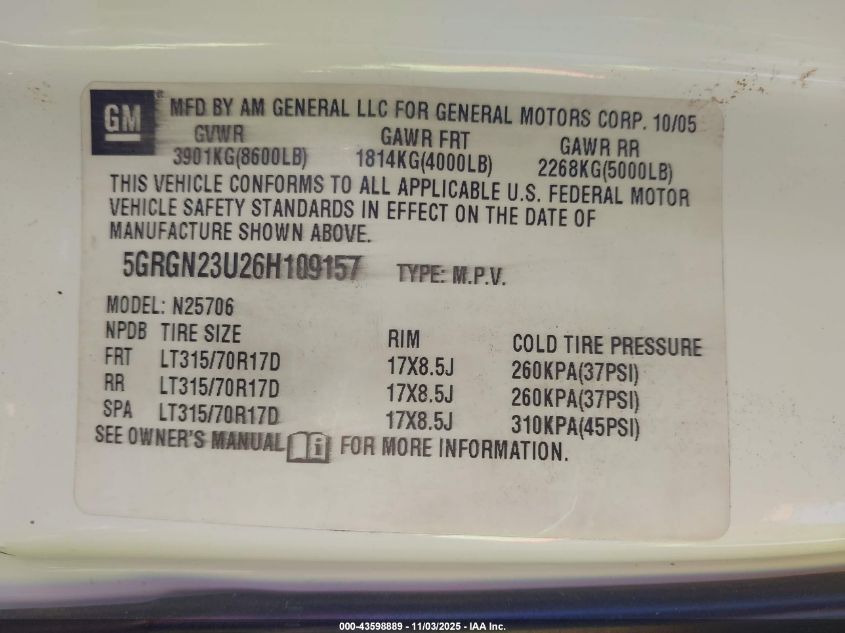 GM
® MFD BY AM GENERAL LLC FOR GENERAL MOTORS CORP. 10/05
GVWR GAWR FRT GAWR RR
3901KG(8600LB) 1814KG(4000LB) 2268KG(5000LB)
THIS VEHICLE CONFORMS TO ALL APPLICABLE U.S. FEDERAL MOTOR
VEHICLE SAFETY STANDARDS IN EFFECT ON THE DATE OF
MANUFACTURE SHOWN ABOVE.
5GRGN23U26H109157 TYPE: M.P.V.
MODEL: N25706
NPDB TIRE SIZE RIM COLD TIRE PRESSURE
FRT LT315/70R17D 17X8.5J 260KPA(37PSI)
RR LT315/70R17D 17X8.5J 260KPA(37PSI)
SPA LT315/70R17D 17X8.5J 310KPA(45PSI)
SEE OWNER'S MANUAL i FOR MORE INFORMATION.
000-43598889 - 11/03/2025 - IAA Inc.